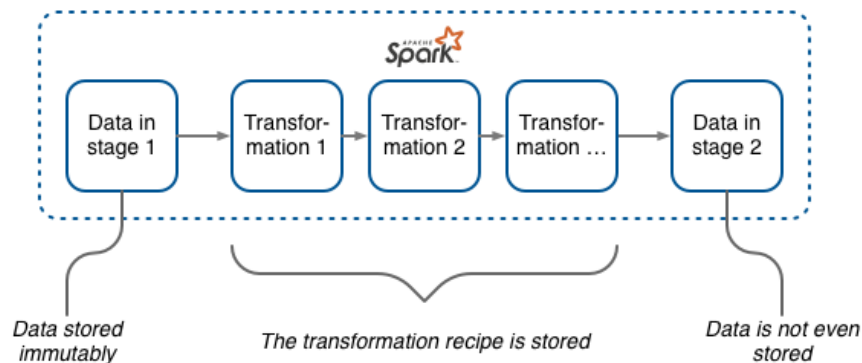 APACHE
Spark™
Data in
stage 1
Transfor-
mation 1
Transfor-
mation 2
Transfor-
mation …
Data in
stage 2
Data stored
immutably
The transformation recipe is stored
Data is not even
stored